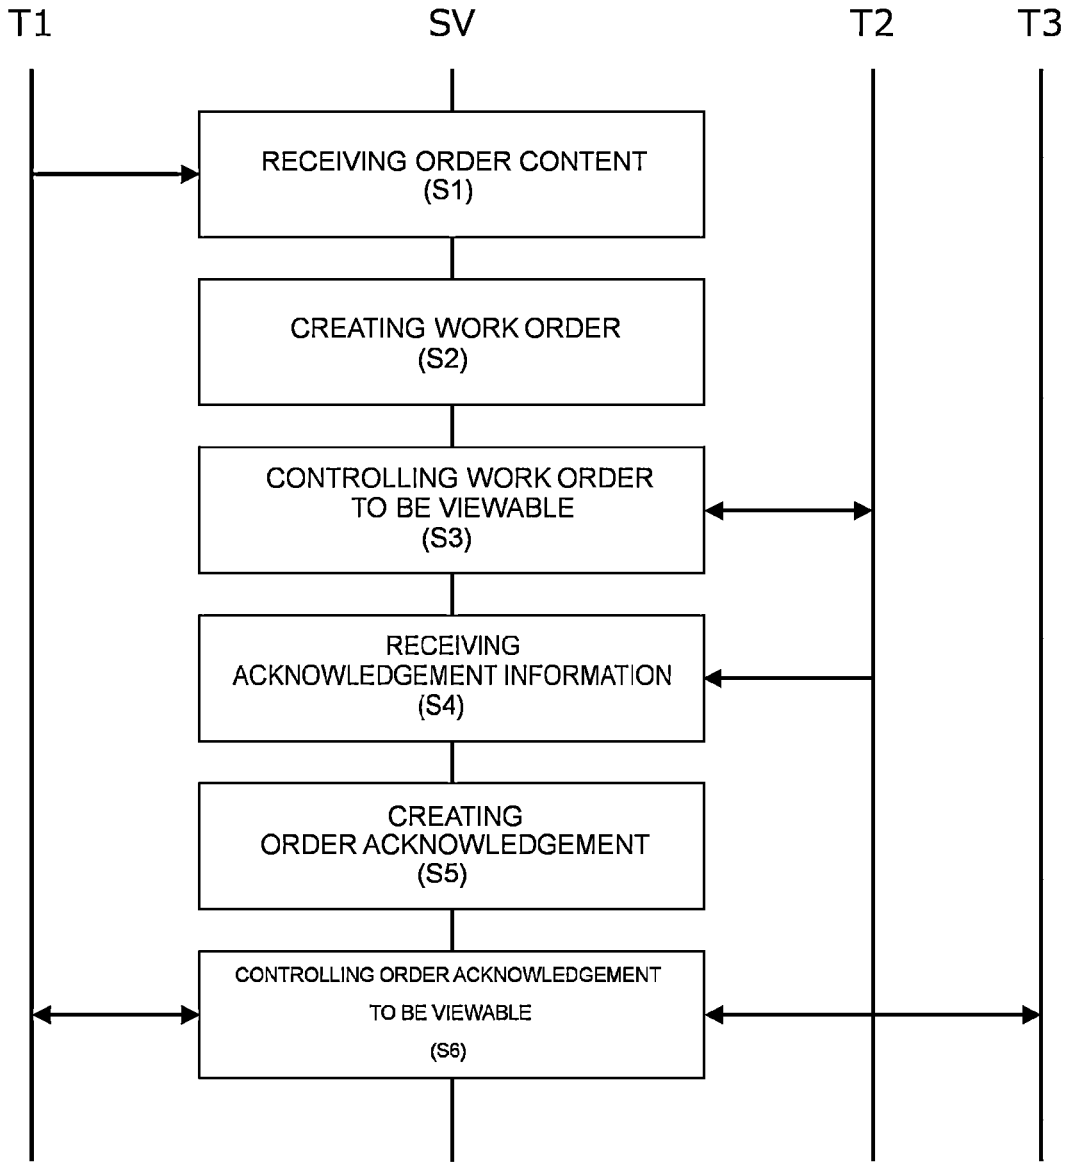 T1
SV
T2
T3
RECEIVING ORDER CONTENT
(S1)
CREATING WORK ORDER
(S2)
CONTROLLING WORK ORDER
TO BE VIEWABLE
(S3)
RECEIVING
ACKNOWLEDGEMENT INFORMATION
(S4)
CREATING
ORDER ACKNOWLEDGEMENT
(S5)
CONTROLLING ORDER ACKNOWLEDGEMENT
TO BE VIEWABLE
(S6)